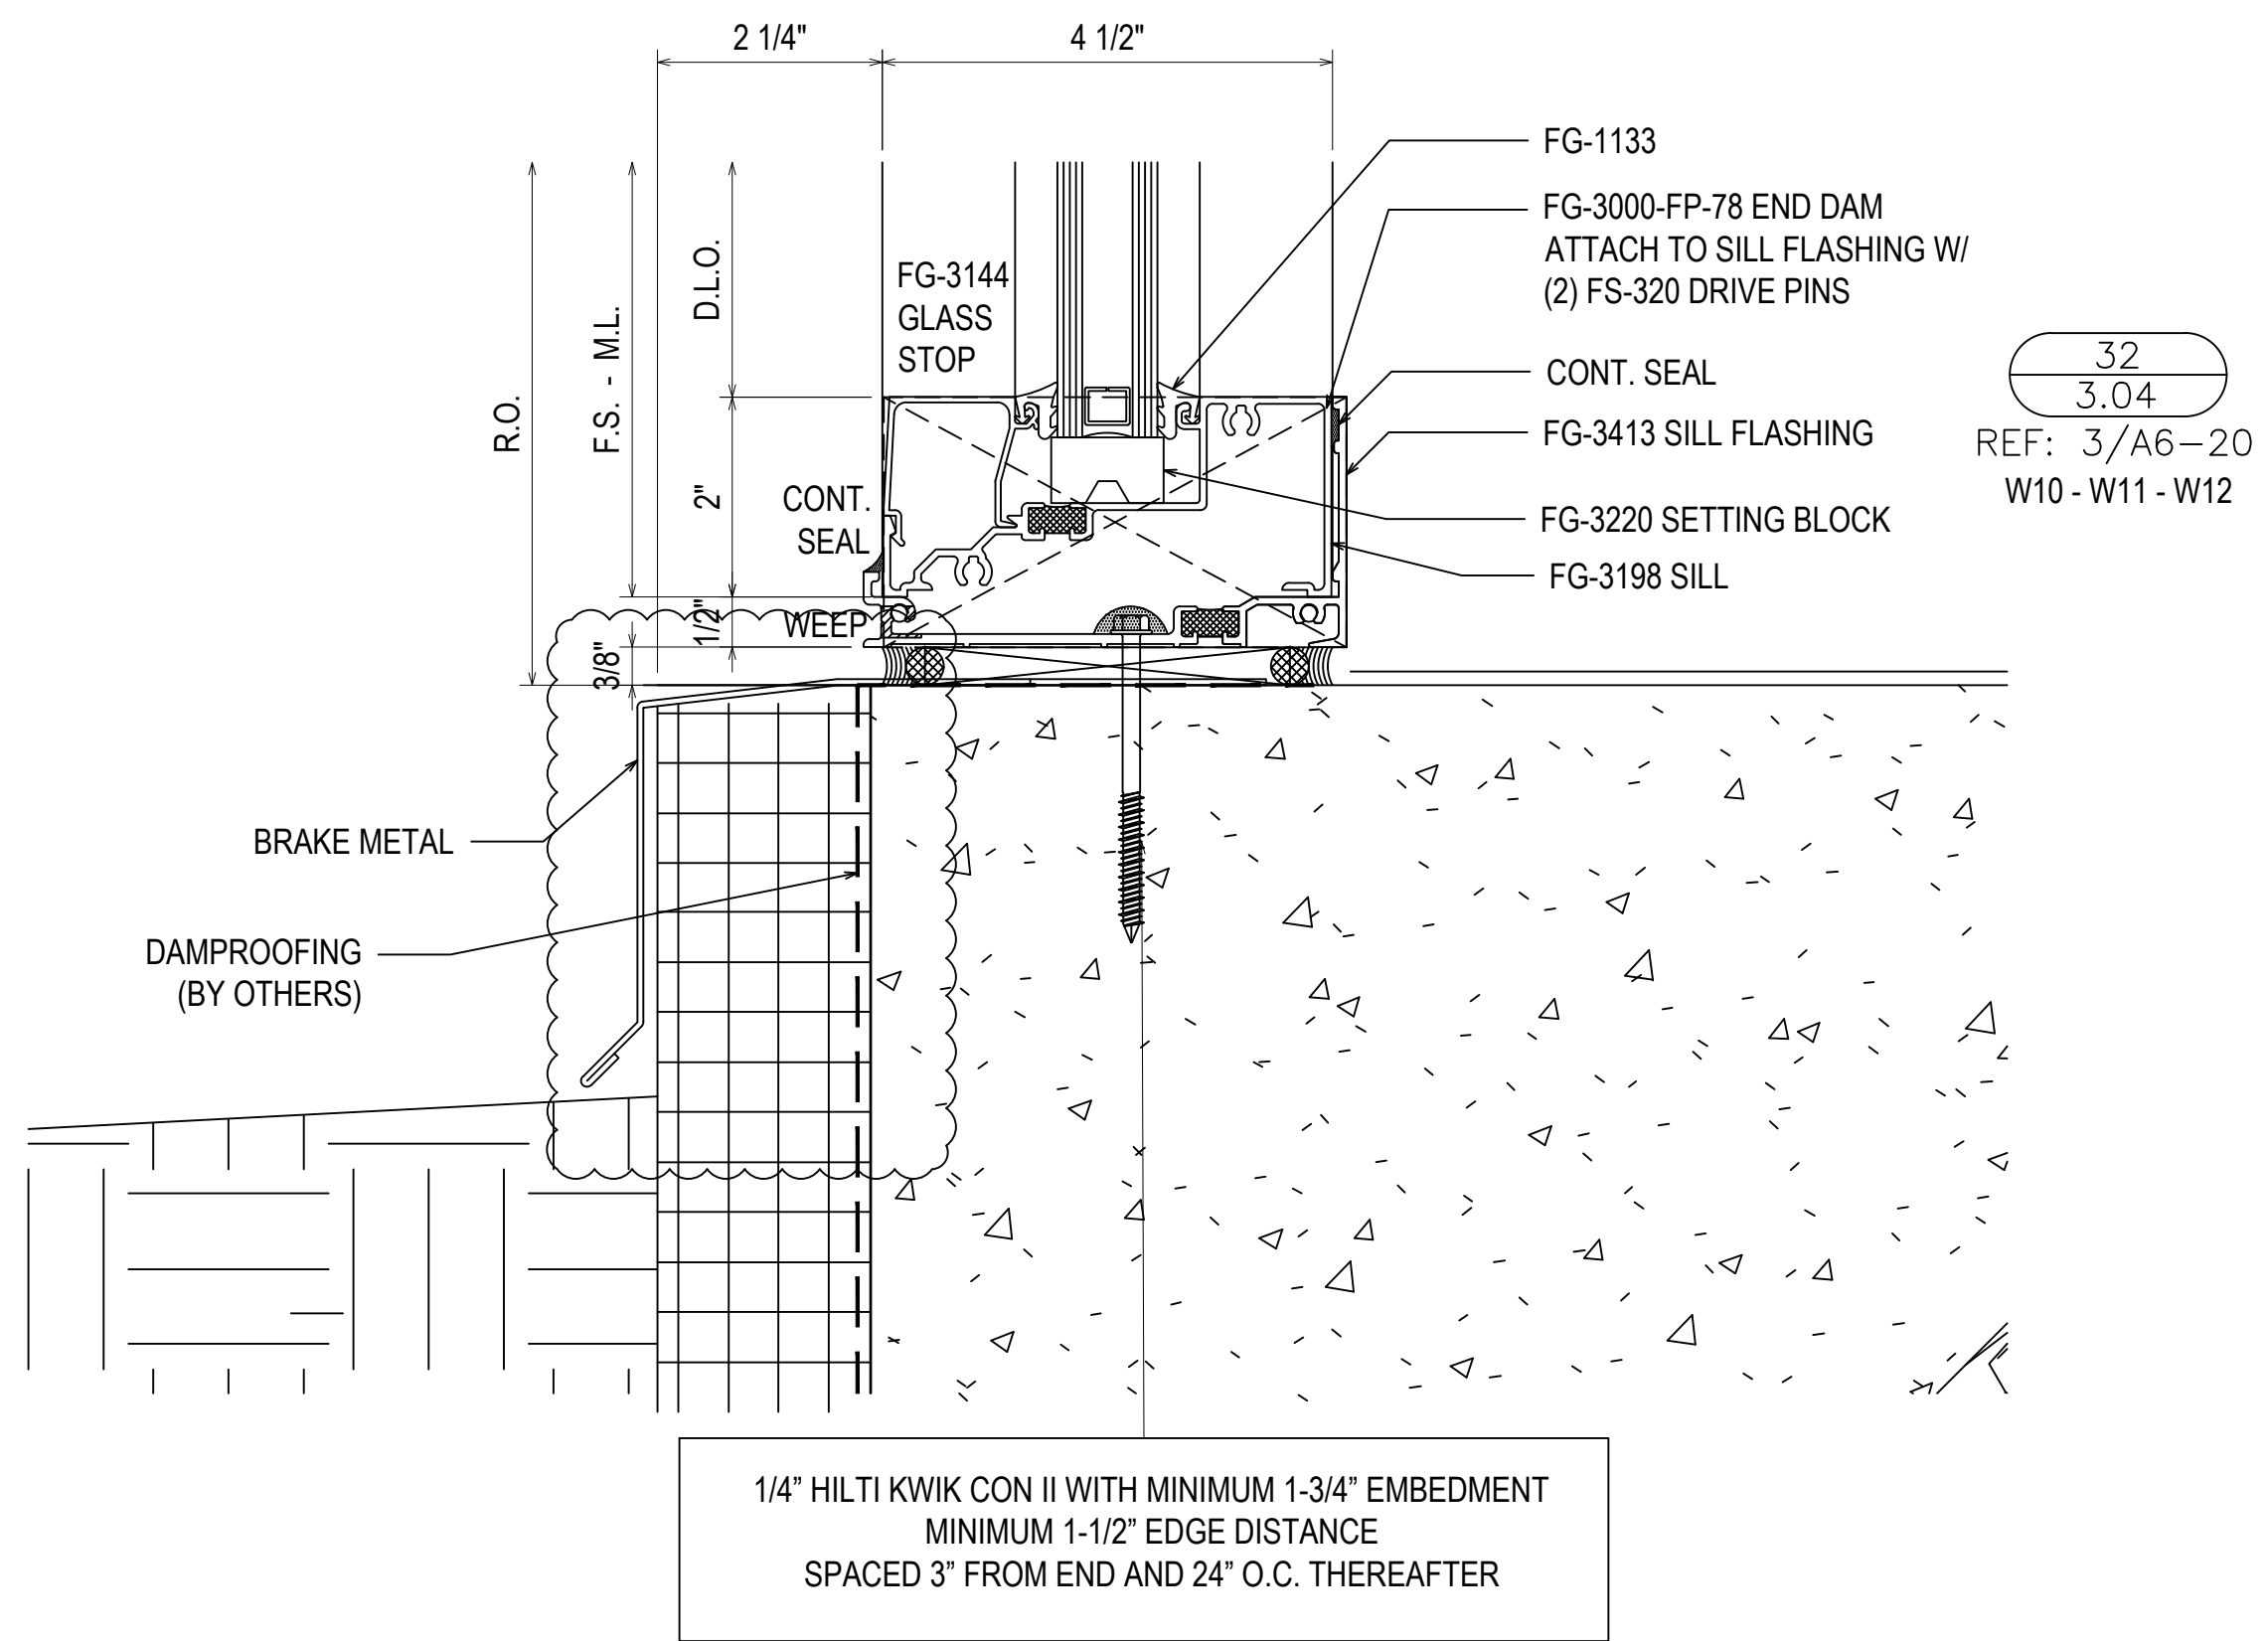 2 1/4"
4 1/2"
FG-1133
FG-3000-FP-78 END DAM
ATTACH TO SILL FLASHING W/
(2) FS-320 DRIVE PINS
CONT. SEAL
FG-3413 SILL FLASHING
FG-3220 SETTING BLOCK
FG-3198 SILL
32
3.04
REF: 3/A6-20
W10 - W11 - W12
R.O.
F.S. - M.L.
D.L.O.
2"
1/2"
3/8"
FG-3144
GLASS
STOP
CONT.
SEAL
WEEP
BRAKE METAL
DAMPROOFING
(BY OTHERS)
1/4” HILTI KWIK CON II WITH MINIMUM 1-3/4” EMBEDMENT
MINIMUM 1-1/2” EDGE DISTANCE
SPACED 3” FROM END AND 24” O.C. THEREAFTER